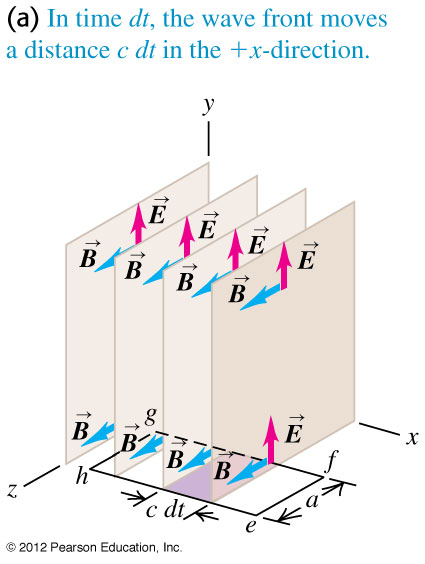 (a) In time dt, the wave front moves
a distance c dt in the +x-direction.
y
E
E
E
E
B
B
B
B
g
B
B
B
B
E
x
f
z
h
c dt
a
e
© 2012 Pearson Education, Inc.